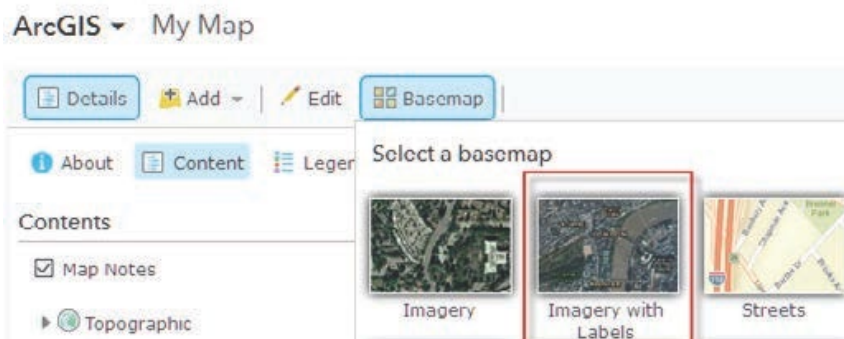 ArcGIS My Map
Details Add Edit Basemap
About Content Legen
Select a basemap
Contents
Map Notes
Topographic
Imagery
Imagery with
Labels
Streets